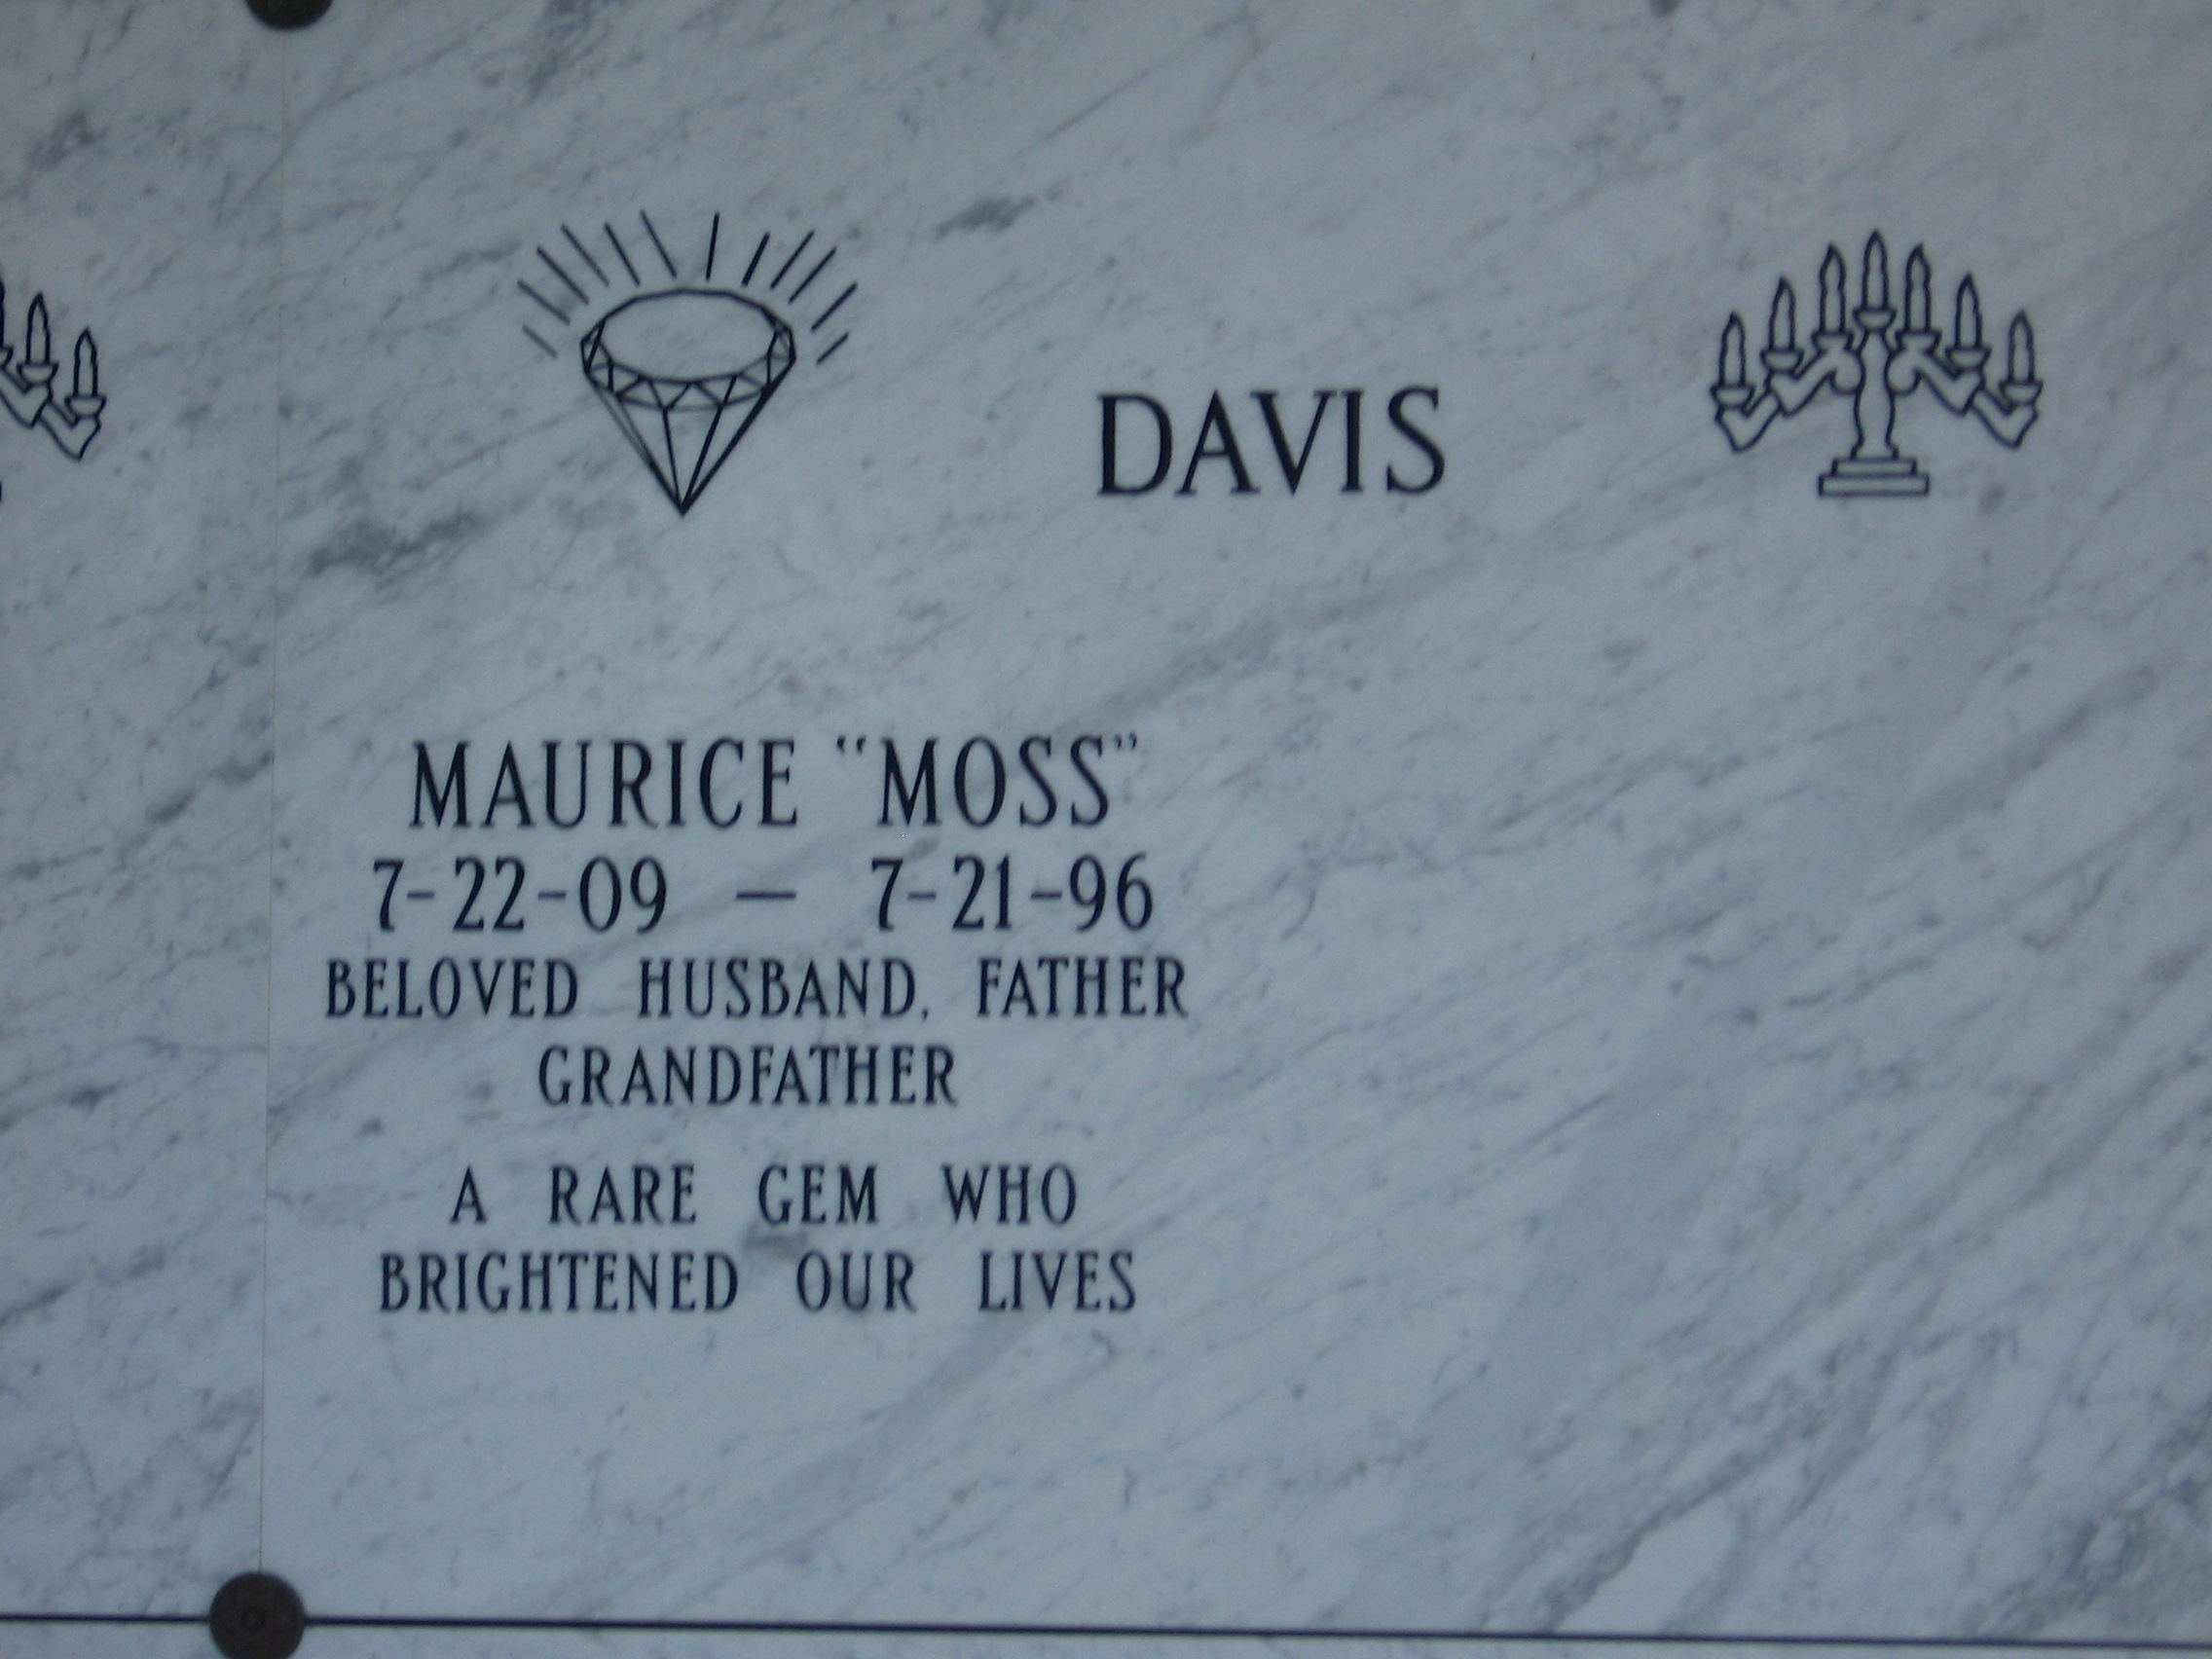 DAVIS
MAURICE “MOSS”
7-22-09 — 7-21-96
BELOVED HUSBAND, FATHER
GRANDFATHER
A RARE GEM WHO
BRIGHTENED OUR LIVES